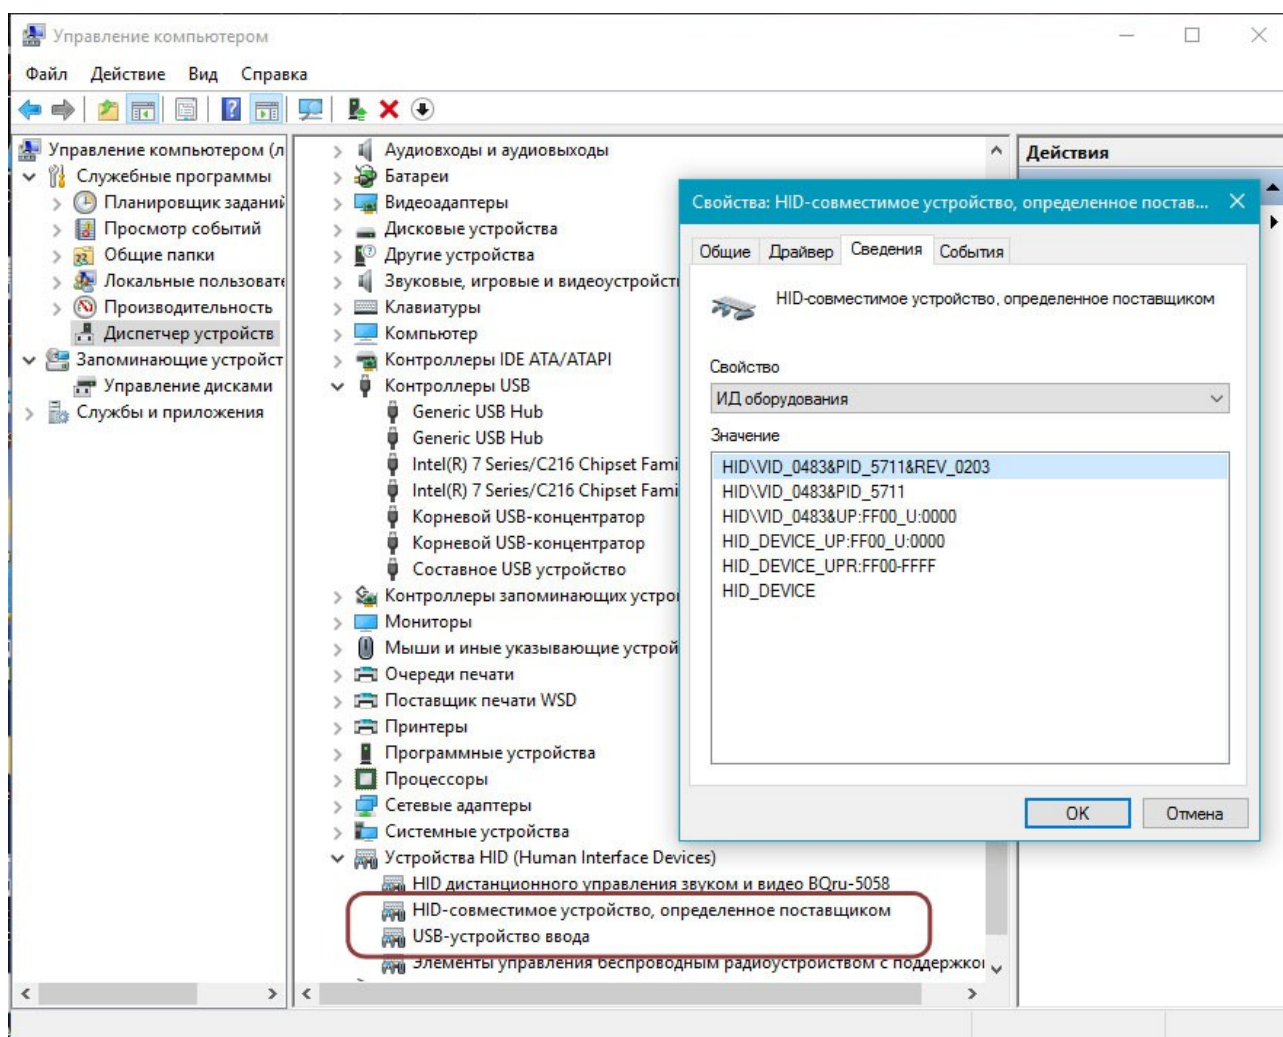 Управление компьютером
Файл Действие Вид Справка
Управление компьютером (л
Служебные программы
Планировщик заданий
Просмотр событий
Общие папки
Локальные пользовате
Производительность
Диспетчер устройств
Запоминающие устройст
Управление дисками
Службы и приложения
Аудиовходы и аудиовыходы
Батареи
Видеоадаптеры
Дисковые устройства
Другие устройства
Звуковые, игровые и видеоустройст
Клавиатуры
Компьютер
Контроллеры IDE ATA/ATAPI
Контроллеры USB
Generic USB Hub
Generic USB Hub
Intel(R) 7 Series/C216 Chipset Fami
Intel(R) 7 Series/C216 Chipset Fami
Корневой USB-концентратор
Корневой USB-концентратор
Составное USB устройство
Контроллеры запоминающих устро
Мониторы
Мыши и иные указывающие устрой
Очереди печати
Поставщик печати WSD
Принтеры
Программные устройства
Процессоры
Сетевые адаптеры
Системные устройства
Устройства HID (Human Interface Devices)
HID дистанционного управления звуком и видео BQru-5058
HID-совместимое устройство, определенное поставщиком
USB-устройство ввода
Элементы управления беспроводным радиоустройством с поддержкой
Действия
Свойства: HID-совместимое устройство, определенное постав...
Общие Драйвер Сведения События
HID-совместимое устройство, определенное поставщиком
Свойство
ИД оборудования
Значение
HID\VID_0483&PID_5711&REV_0203
HID\VID_0483&PID_5711
HID\VID_0483&UP:FF00_U:0000
HID_DEVICE_UP:FF00_U:0000
HID_DEVICE_UPR:FF00-FFFF
HID_DEVICE
OK Отмена